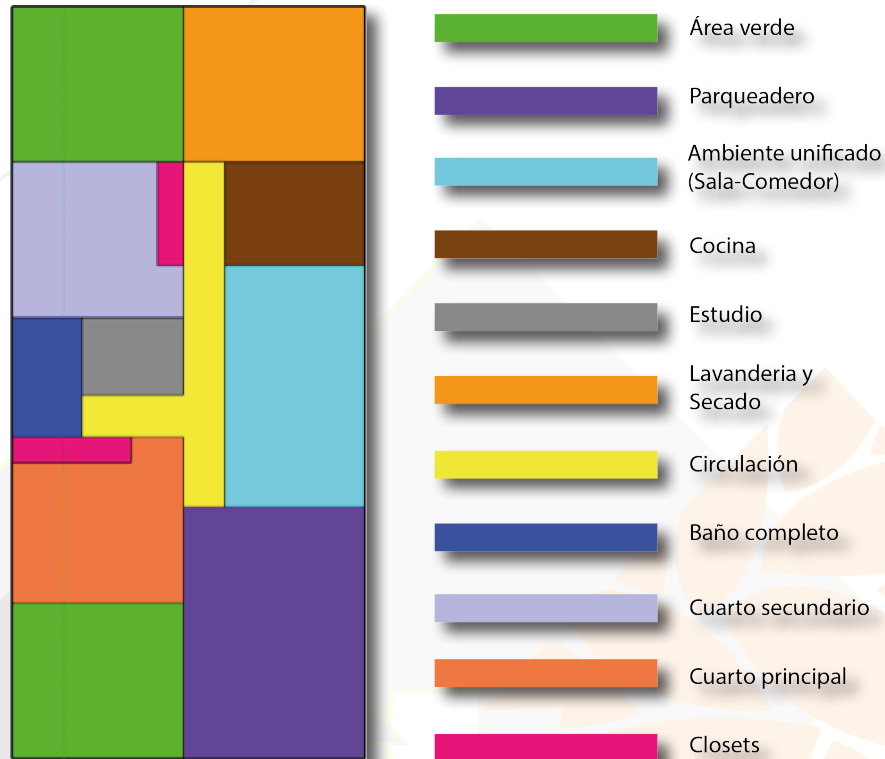 Área verde
Parqueadero
Ambiente unificado
(Sala-Comedor)
Cocina
Estudio
Lavanderia y
Secado
Circulación
Baño completo
Cuarto secundario
Cuarto principal
Closets